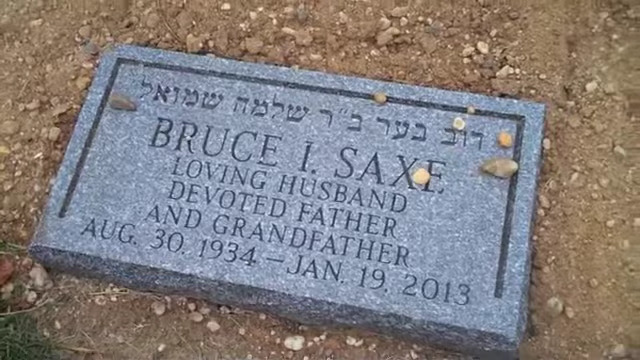 דוב בער ב״ר שלמה שמואל
BRUCE I. SAXE
LOVING HUSBAND
DEVOTED FATHER
AND GRANDFATHER
AUG. 30. 1934 – JAN. 19. 2013